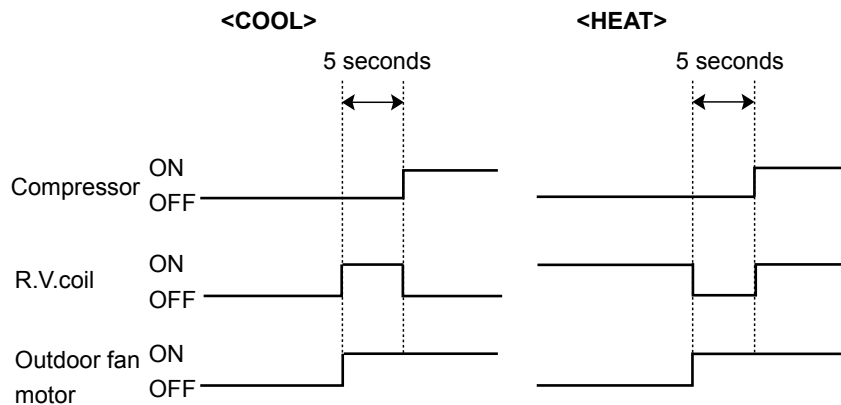 <COOL> <HEAT>
5 seconds 5 seconds
Compressor ON
OFF
R.V.coil ON
OFF
Outdoor fan motor ON
OFF